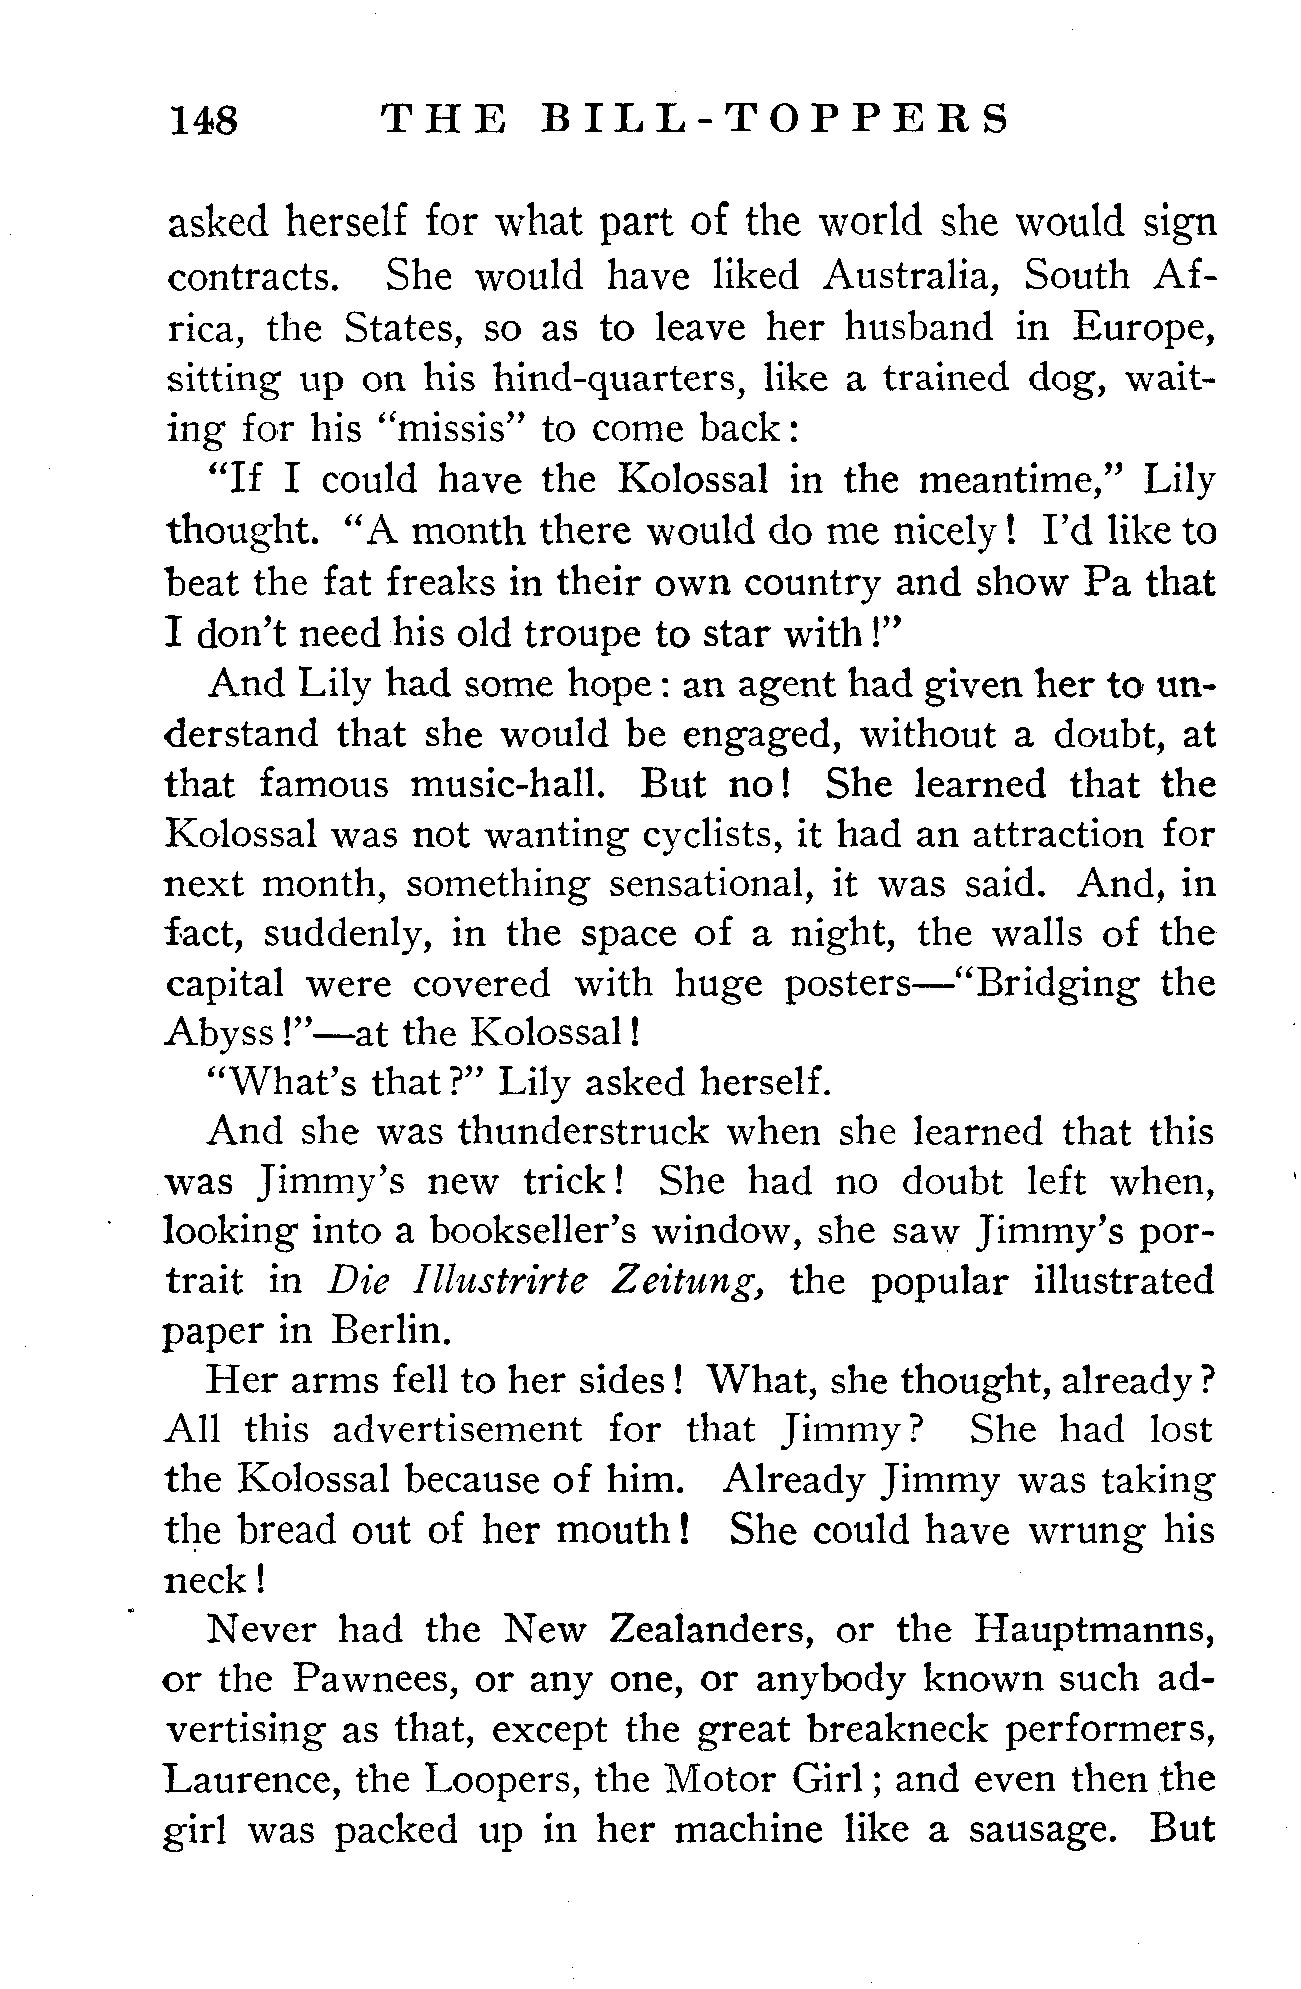 148 THE BILL-TOPPERS
asked herself for what part of the world she would sign
contracts. She would have liked Australia, South Af-
rica, the States, so as to leave her husband in Europe,
sitting up on his hind-quarters, like a trained dog, wait-
ing for his “missis” to come back:
“If I could have the Kolossal in the meantime,” Lily
thought. “A month there would do me nicely! I’d like to
beat the fat freaks in their own country and show Pa that
I don’t need his old troupe to star with!”
And Lily had some hope: an agent had given her to un-
derstand that she would be engaged, without a doubt, at
that famous music-hall. But no! She learned that the
Kolossal was not wanting cyclists, it had an attraction for
next month, something sensational, it was said. And, in
fact, suddenly, in the space of a night, the walls of the
capital were covered with huge posters—“Bridging the
Abyss!”—at the Kolossal!
“What’s that?” Lily asked herself.
And she was thunderstruck when she learned that this
was Jimmy’s new trick! She had no doubt left when,
looking into a bookseller’s window, she saw Jimmy’s por-
trait in Die Illustrirte Zeitung, the popular illustrated
paper in Berlin.
Her arms fell to her sides! What, she thought, already?
All this advertisement for that Jimmy? She had lost
the Kolossal because of him. Already Jimmy was taking
the bread out of her mouth! She could have wrung his
neck!
Never had the New Zealanders, or the Hauptmanns,
or the Pawnees, or any one, or anybody known such ad-
vertising as that, except the great breakneck performers,
Laurence, the Loopers, the Motor Girl; and even then the
girl was packed up in her machine like a sausage. But